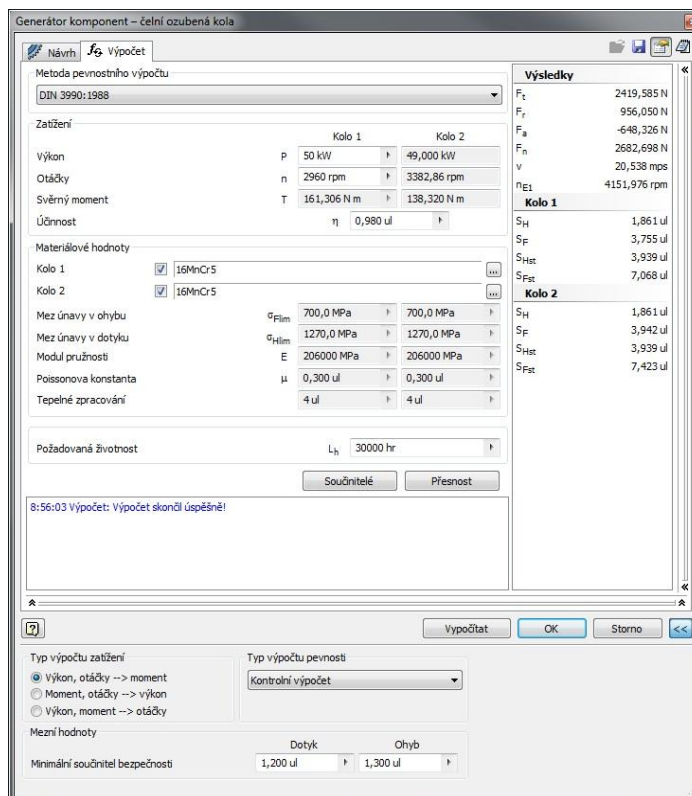 Generátor komponent – čelní ozubená kola
Návrh
Výpočet
Metoda pevnostního výpočtu
DIN 3990:1988
Zatížení
Kolo 1 Kolo 2
Výkon P 50 kW 49,000 kW
Otáčky n 2960 rpm 3382,86 rpm
Svěrný moment T 161,306 N m 138,320 N m
Účinnost η 0,980 ul
Materiálové hodnoty
Kolo 1 16MnCr5 ...
Kolo 2 16MnCr5 ...
Mez únavy v ohybu σFlim 700,0 MPa 700,0 MPa
Mez únavy v dotyku σHlim 1270,0 MPa 1270,0 MPa
Modul pružnosti E 206000 MPa 206000 MPa
Poissonova konstanta μ 0,300 ul 0,300 ul
Tepelné zpracování 4 ul 4 ul
Požadovaná životnost Lh 30000 hr
Součinitelé Přesnost
8:56:03 Výpočet: Výpočet skončil úspěšně!
Výsledky
Ft 2419,585 N
Fr 956,050 N
Fa -648,326 N
Fn 2682,698 N
v 20,538 mps
nE1 4151,976 rpm
Kolo 1
SH 1,861 ul
SF 3,755 ul
SHst 3,939 ul
SFst 7,068 ul
Kolo 2
SH 1,861 ul
SF 3,942 ul
SHst 3,939 ul
SFst 7,423 ul
Vypočítat OK Storno <<
Typ výpočtu zatížení
Výkon, otáčky --> moment
Moment, otáčky --> výkon
Výkon, moment --> otáčky
Typ výpočtu pevnosti
Kontrolní výpočet
Mezní hodnoty
Dotyk Ohyb
Minimální součinitel bezpečnosti 1,200 ul 1,300 ul